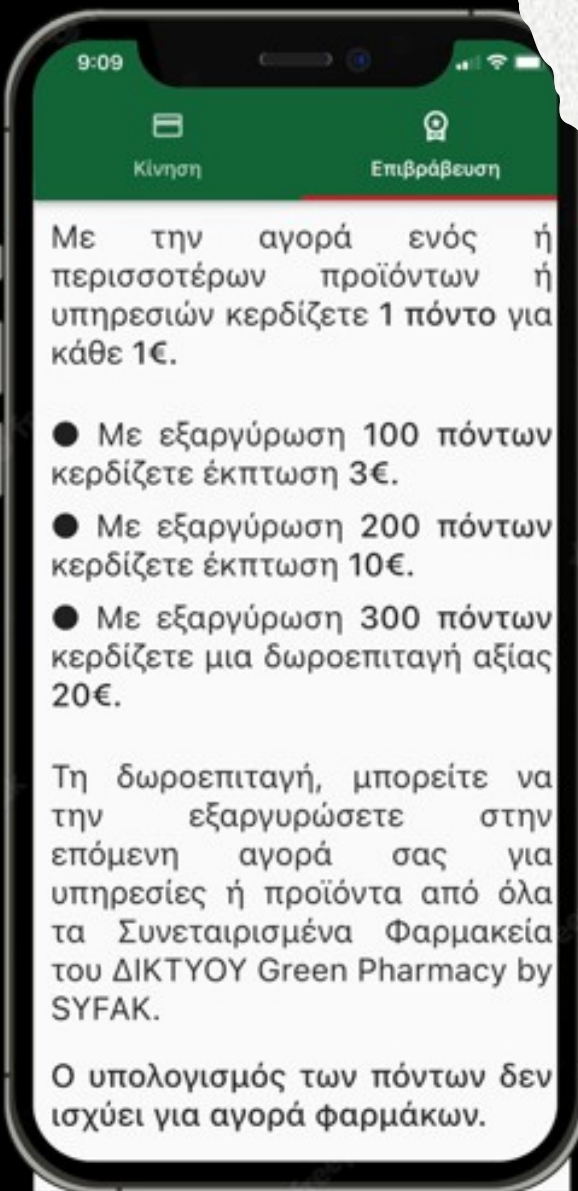 9:09
Κίνηση
Επιβράβευση
Με την αγορά ενός ή
περισσοτέρων προϊόντων ή
υπηρεσιών κερδίζετε 1 πόντο για
κάθε 1€.
● Με εξαργύρωση 100 πόντων
κερδίζετε έκπτωση 3€.
● Με εξαργύρωση 200 πόντων
κερδίζετε έκπτωση 10€.
● Με εξαργύρωση 300 πόντων
κερδίζετε μια δωροεπιταγή αξίας
20€.
Τη δωροεπιταγή, μπορείτε να
την εξαργυρώσετε στην
επόμενη αγορά σας για
υπηρεσίες ή προϊόντα από όλα
τα Συνεταιρισμένα Φαρμακεία
του ΔΙΚΤΥΟΥ Green Pharmacy by
SYFAK.
Ο υπολογισμός των πόντων δεν
ισχύει για αγορά φαρμάκων.